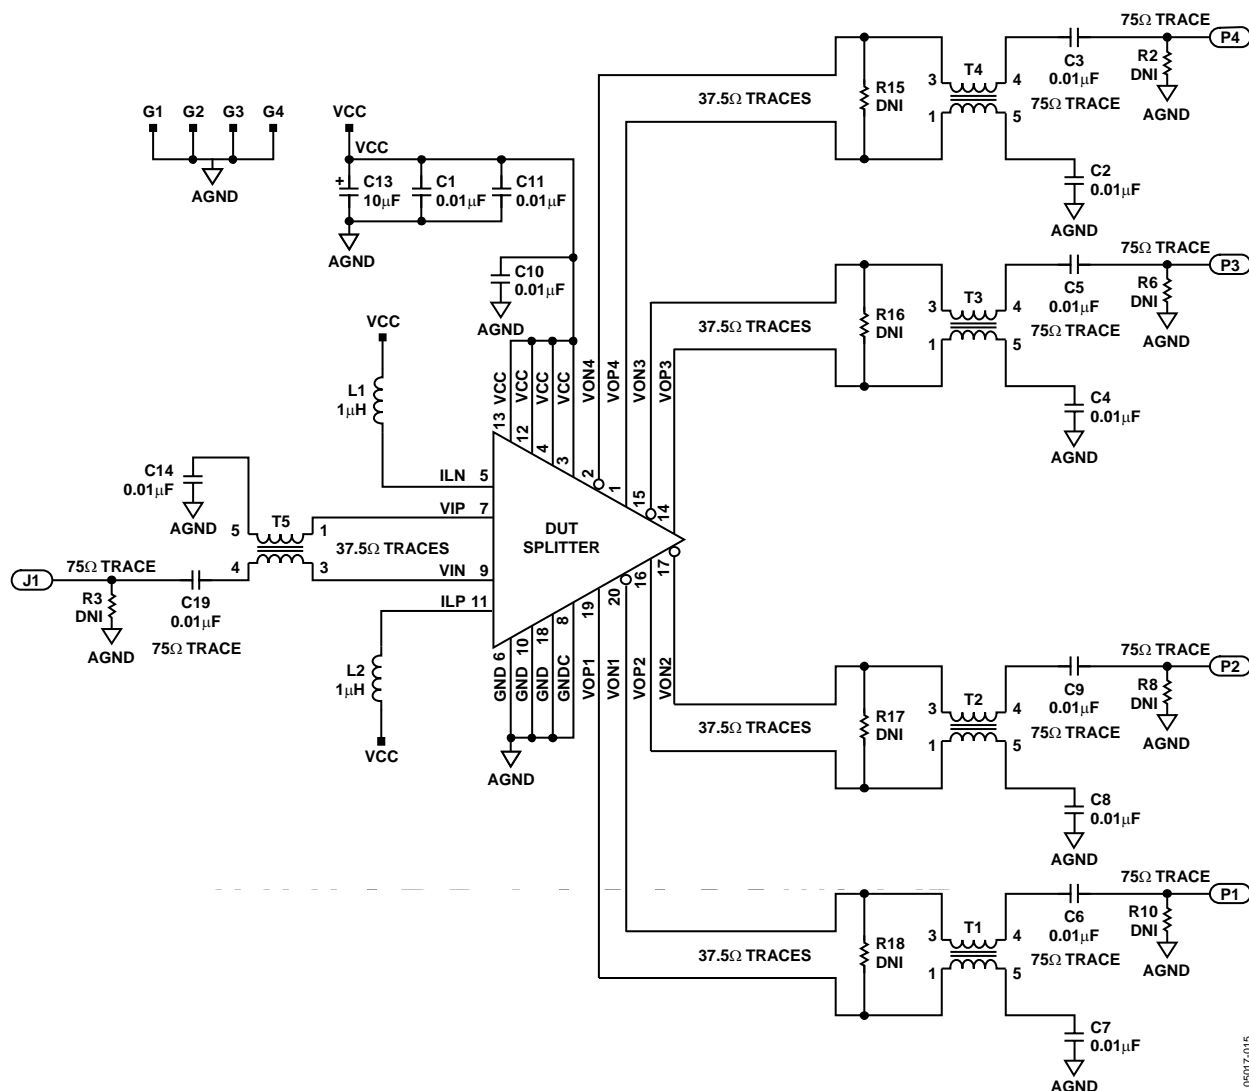 75Ω TRACE
P4
C3
0.01μF
R2
DNI
AGND
T4
3
4
1
5
R15
DNI
37.5Ω TRACES
75Ω TRACE
C2
0.01μF
AGND
G1 G2 G3 G4
AGND
VCC
VCC
+
C13
10μF
C1
0.01μF
C11
0.01μF
AGND
C10
0.01μF
AGND
75Ω TRACE
P3
C5
0.01μF
R6
DNI
AGND
T3
3
4
1
5
R16
DNI
37.5Ω TRACES
75Ω TRACE
C4
0.01μF
AGND
VCC
L1
1μH
13 VCC
12 VCC
4 VCC
3 VCC
2 VON4
1 VOP4
15 VON3
14 VOP3
C14
0.01μF
AGND
ILN 5
VIP 7
VIN 9
ILP 11
DUT
SPLITTER
T5
5
1
4
3
37.5Ω TRACES
J1
75Ω TRACE
R3
DNI
AGND
C19
0.01μF
75Ω TRACE
L2
1μH
VCC
GND 6
GND 10
GND 18
GNDC 8
VOP1 19
VON1 20
VOP2 16
VON2 17
AGND
75Ω TRACE
P2
C9
0.01μF
R8
DNI
AGND
T2
3
4
1
5
R17
DNI
37.5Ω TRACES
75Ω TRACE
C8
0.01μF
AGND
75Ω TRACE
P1
C6
0.01μF
R10
DNI
AGND
T1
3
4
1
5
R18
DNI
37.5Ω TRACES
75Ω TRACE
C7
0.01μF
AGND
05017-015